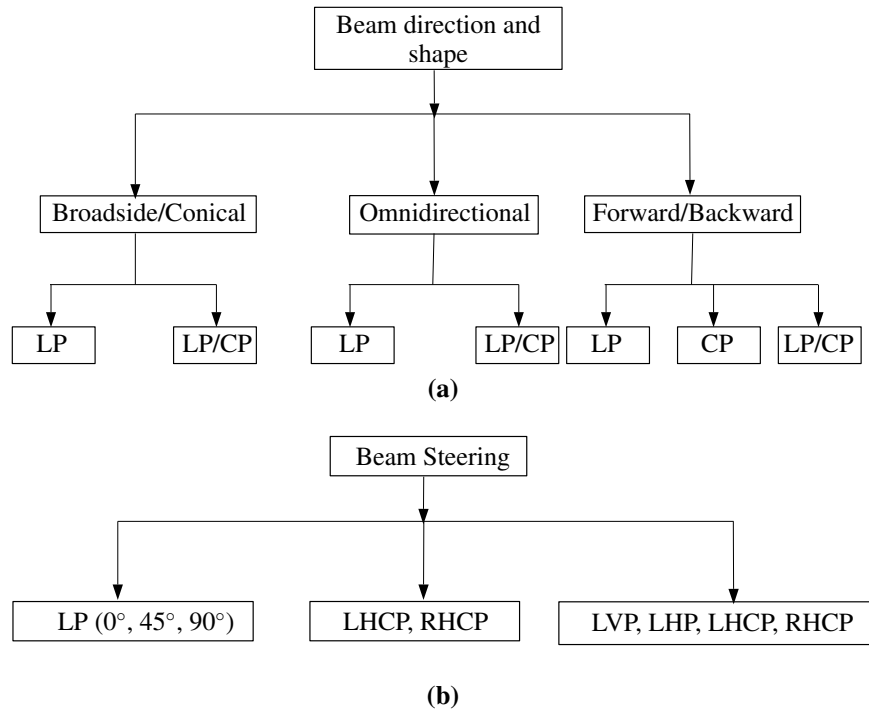 Beam direction and
shape
Broadside/Conical
Omnidirectional
Forward/Backward
LP
LP/CP
LP
LP/CP
LP
CP
LP/CP
(a)
Beam Steering
LP (0°, 45°, 90°)
LHCP, RHCP
LVP, LHP, LHCP, RHCP
(b)